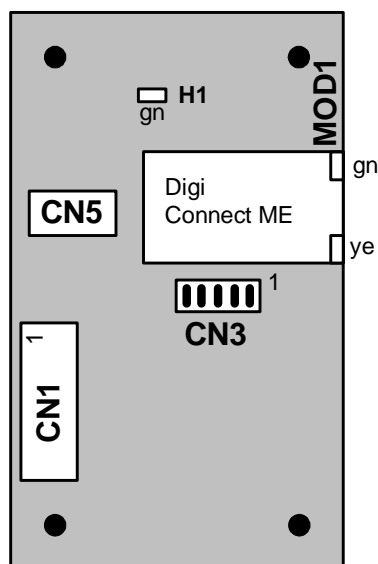 H1
gn
MOD1
Digi
Connect ME
gn
ye
CN5
1
CN3
1
CN1